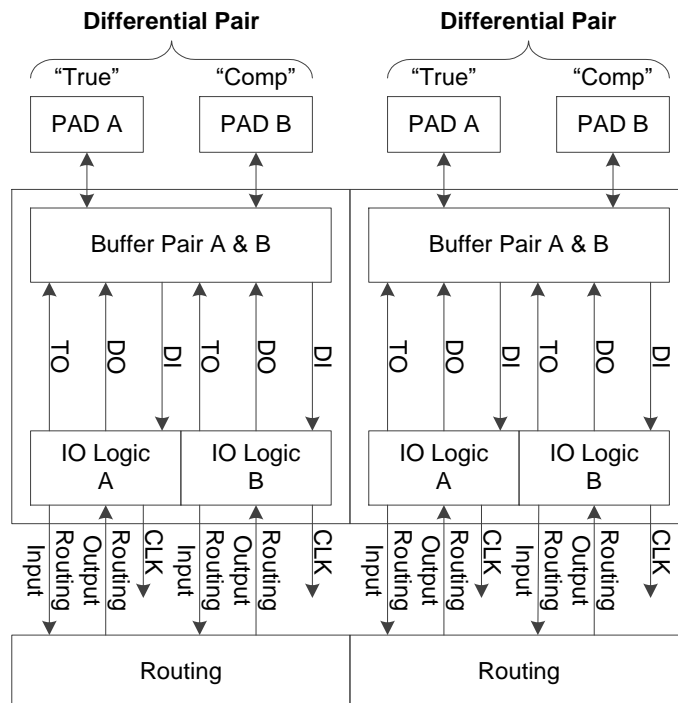 Differential Pair Differential Pair
“True” “Comp” “True” “Comp”
PAD A PAD B PAD A PAD B
Buffer Pair A & B Buffer Pair A & B
TO DO DI TO DO DI TO DO DI TO DO DI
IO Logic A IO Logic B IO Logic A IO Logic B
Routing Input Routing Output CLK Routing Input Routing Output CLK Routing Input Routing Output CLK Routing Input Routing Output CLK
Routing Routing